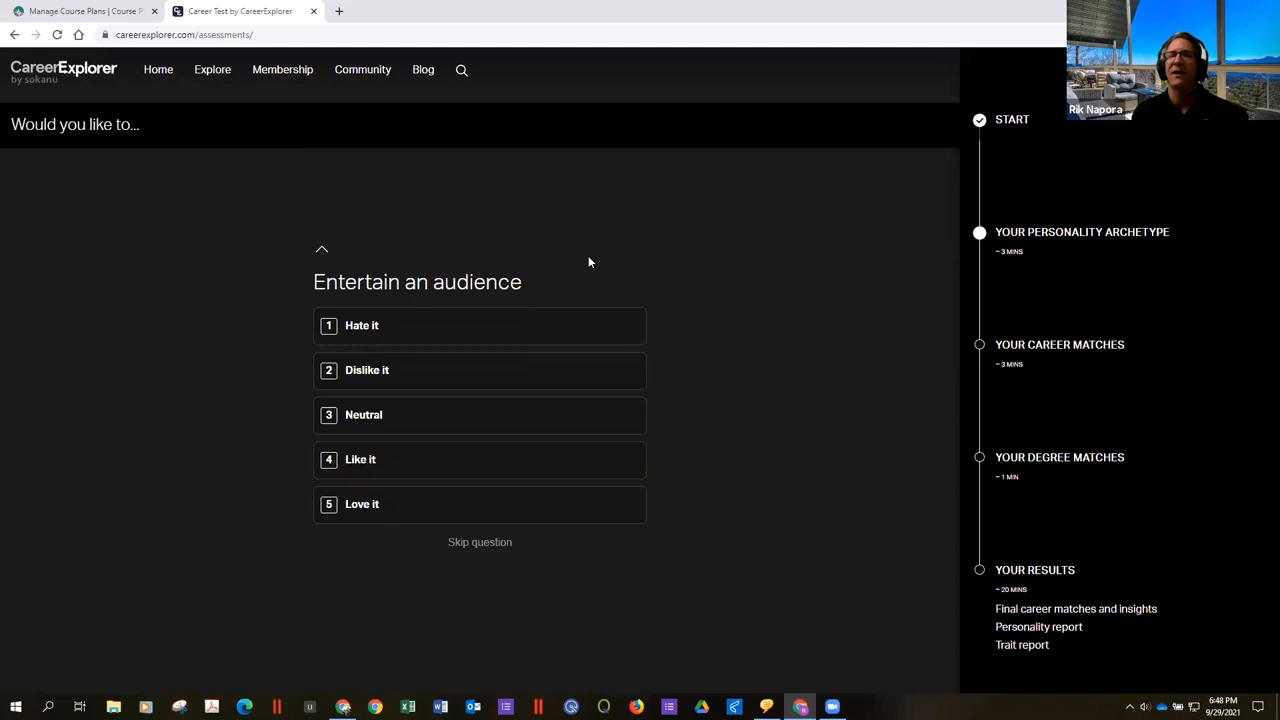 Manage Course Plans | Course P
Career Test by CareerExplorer
careerexplorer.com/assessments/
CareerExplorer
by sokanu
Home
Explore
Membership
Community
Blog
Rik Napora
Would you like to...
START
YOUR PERSONALITY ARCHETYPE
~ 3 MINS
Entertain an audience
1 Hate it
2 Dislike it
3 Neutral
4 Like it
5 Love it
Skip question
YOUR CAREER MATCHES
~ 3 MINS
YOUR DEGREE MATCHES
~ 1 MIN
YOUR RESULTS
~ 20 MINS
Final career matches and insights
Personality report
Trait report
6:48 PM
9/29/2021